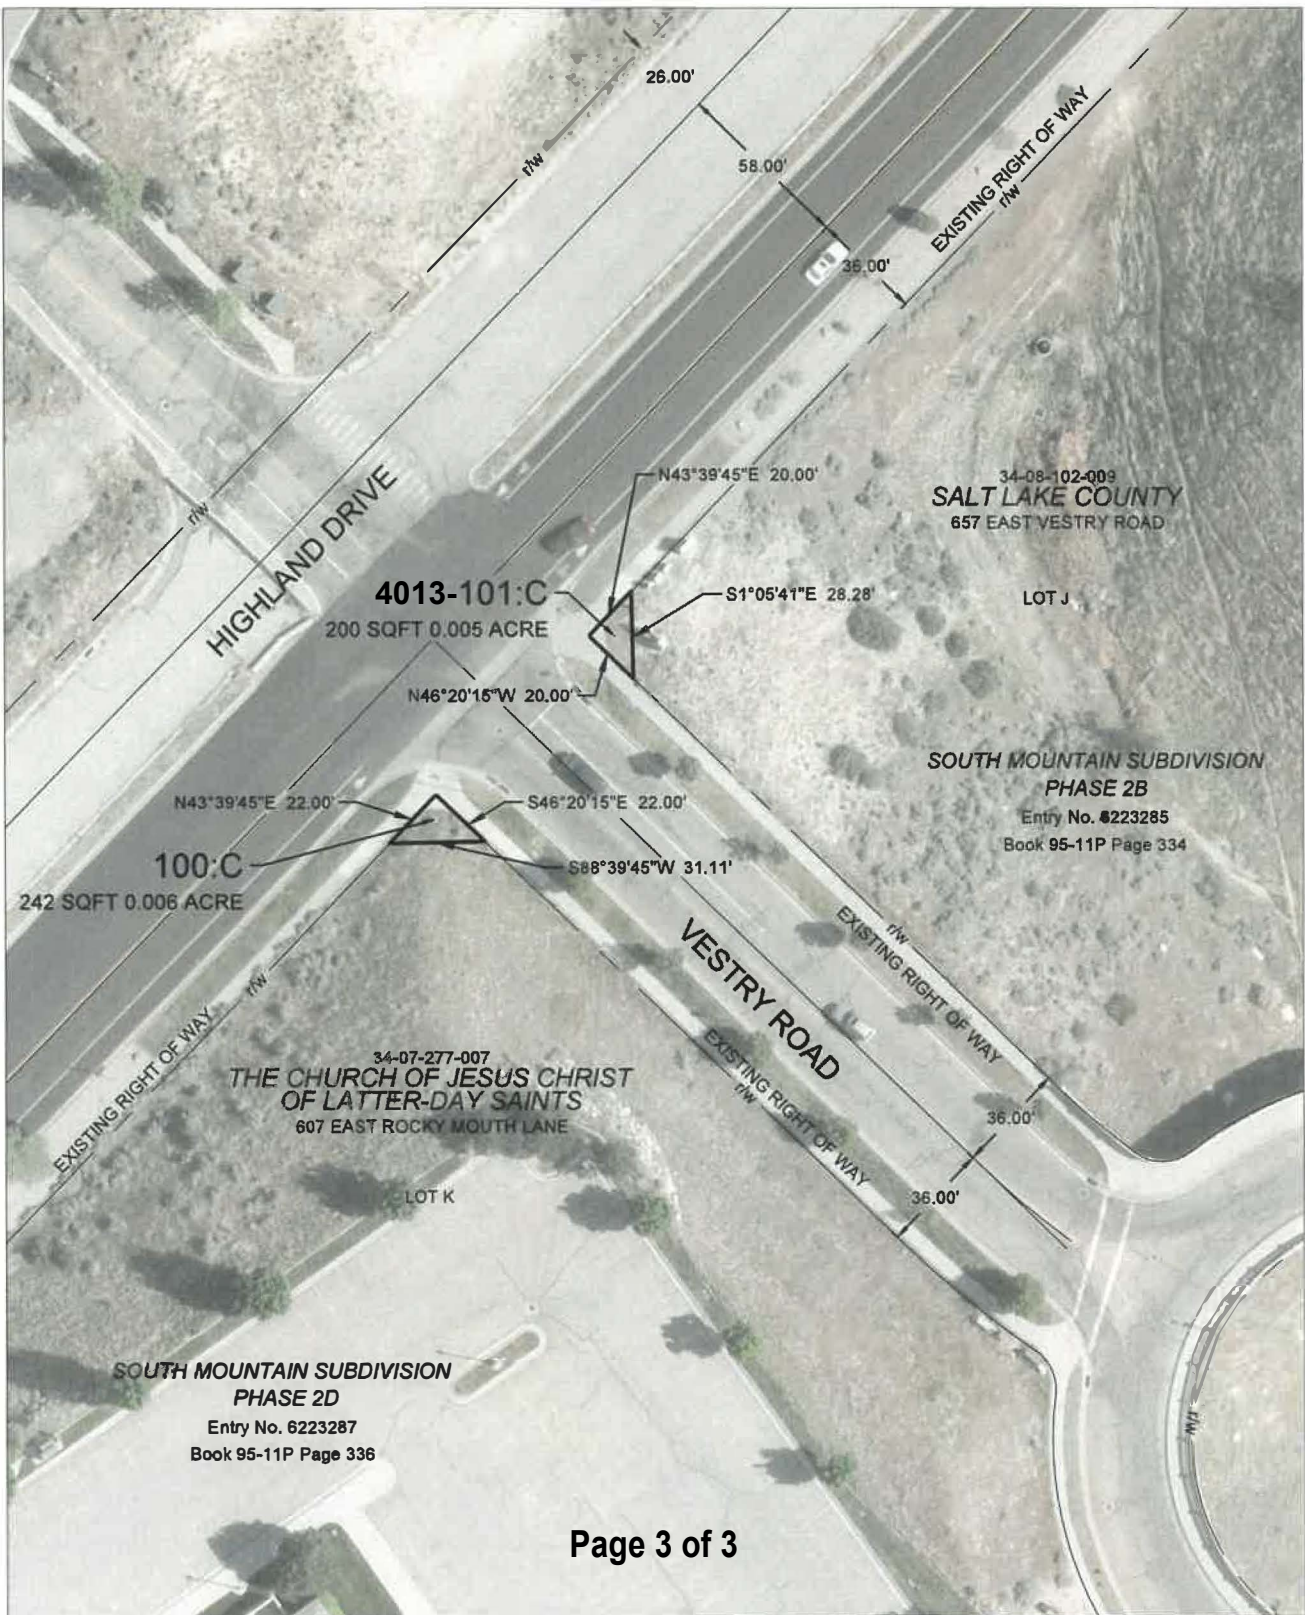 26.00'
r/w
58.00'
EXISTING RIGHT OF WAY
r/w
36.00'
HIGHLAND DRIVE
r/w
N43°39'45"E 20.00'
34-08-102-009
SALT LAKE COUNTY
657 EAST VESTRY ROAD
4013-101:C
200 SQFT 0.005 ACRE
S1°05'41"E 28.28'
LOT J
N46°20'15"W 20.00'
SOUTH MOUNTAIN SUBDIVISION
PHASE 2B
Entry No. 6223285
Book 95-11P Page 334
N43°39'45"E 22.00'
S46°20'15"E 22.00'
100:C
242 SQFT 0.006 ACRE
S88°39'45"W 31.11'
VESTRY ROAD
r/w
EXISTING RIGHT OF WAY
r/w
EXISTING RIGHT OF WAY
EXISTING RIGHT OF WAY
r/w
34-07-277-007
THE CHURCH OF JESUS CHRIST
OF LATTER-DAY SAINTS
607 EAST ROCKY MOUTH LANE
36.00'
LOT K
36.00'
SOUTH MOUNTAIN SUBDIVISION
PHASE 2D
Entry No. 6223287
Book 95-11P Page 336
r/w
Page 3 of 3